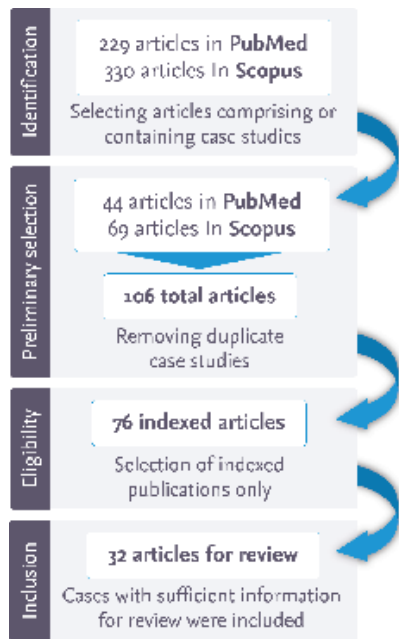 Identification
229 articles in PubMed
330 articles In Scopus
Selecting articles comprising or
containing case studies
Preliminary selection
44 articles in PubMed
69 articles In Scopus
106 total articles
Removing duplicate
case studies
Eligibility
76 indexed articles
Selection of indexed
publications only
Inclusion
32 articles for review
Cases with sufficient information
for review were included